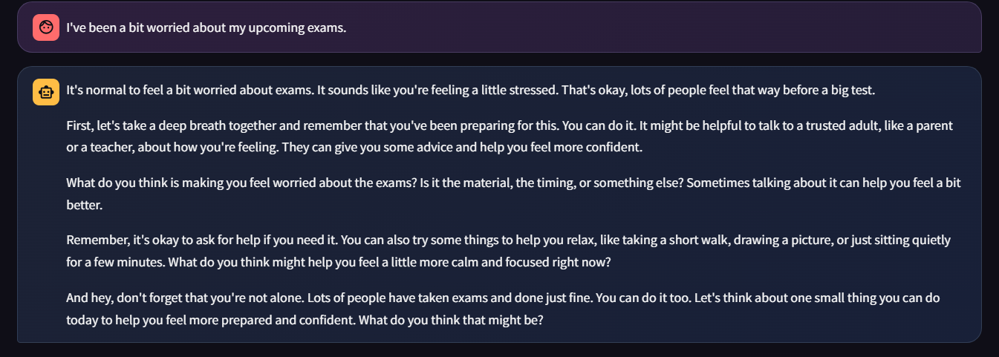 I've been a bit worried about my upcoming exams.
It's normal to feel a bit worried about exams. It sounds like you're feeling a little stressed. That's okay, lots of people feel that way before a big test.
First, let's take a deep breath together and remember that you've been preparing for this. You can do it. It might be helpful to talk to a trusted adult, like a parent
or a teacher, about how you're feeling. They can give you some advice and help you feel more confident.
What do you think is making you feel worried about the exams? Is it the material, the timing, or something else? Sometimes talking about it can help you feel a bit
better.
Remember, it's okay to ask for help if you need it. You can also try some things to help you relax, like taking a short walk, drawing a picture, or just sitting quietly
for a few minutes. What do you think might help you feel a little more calm and focused right now?
And hey, don't forget that you're not alone. Lots of people have taken exams and done just fine. You can do it too. Let's think about one small thing you can do
today to help you feel more prepared and confident. What do you think that might be?